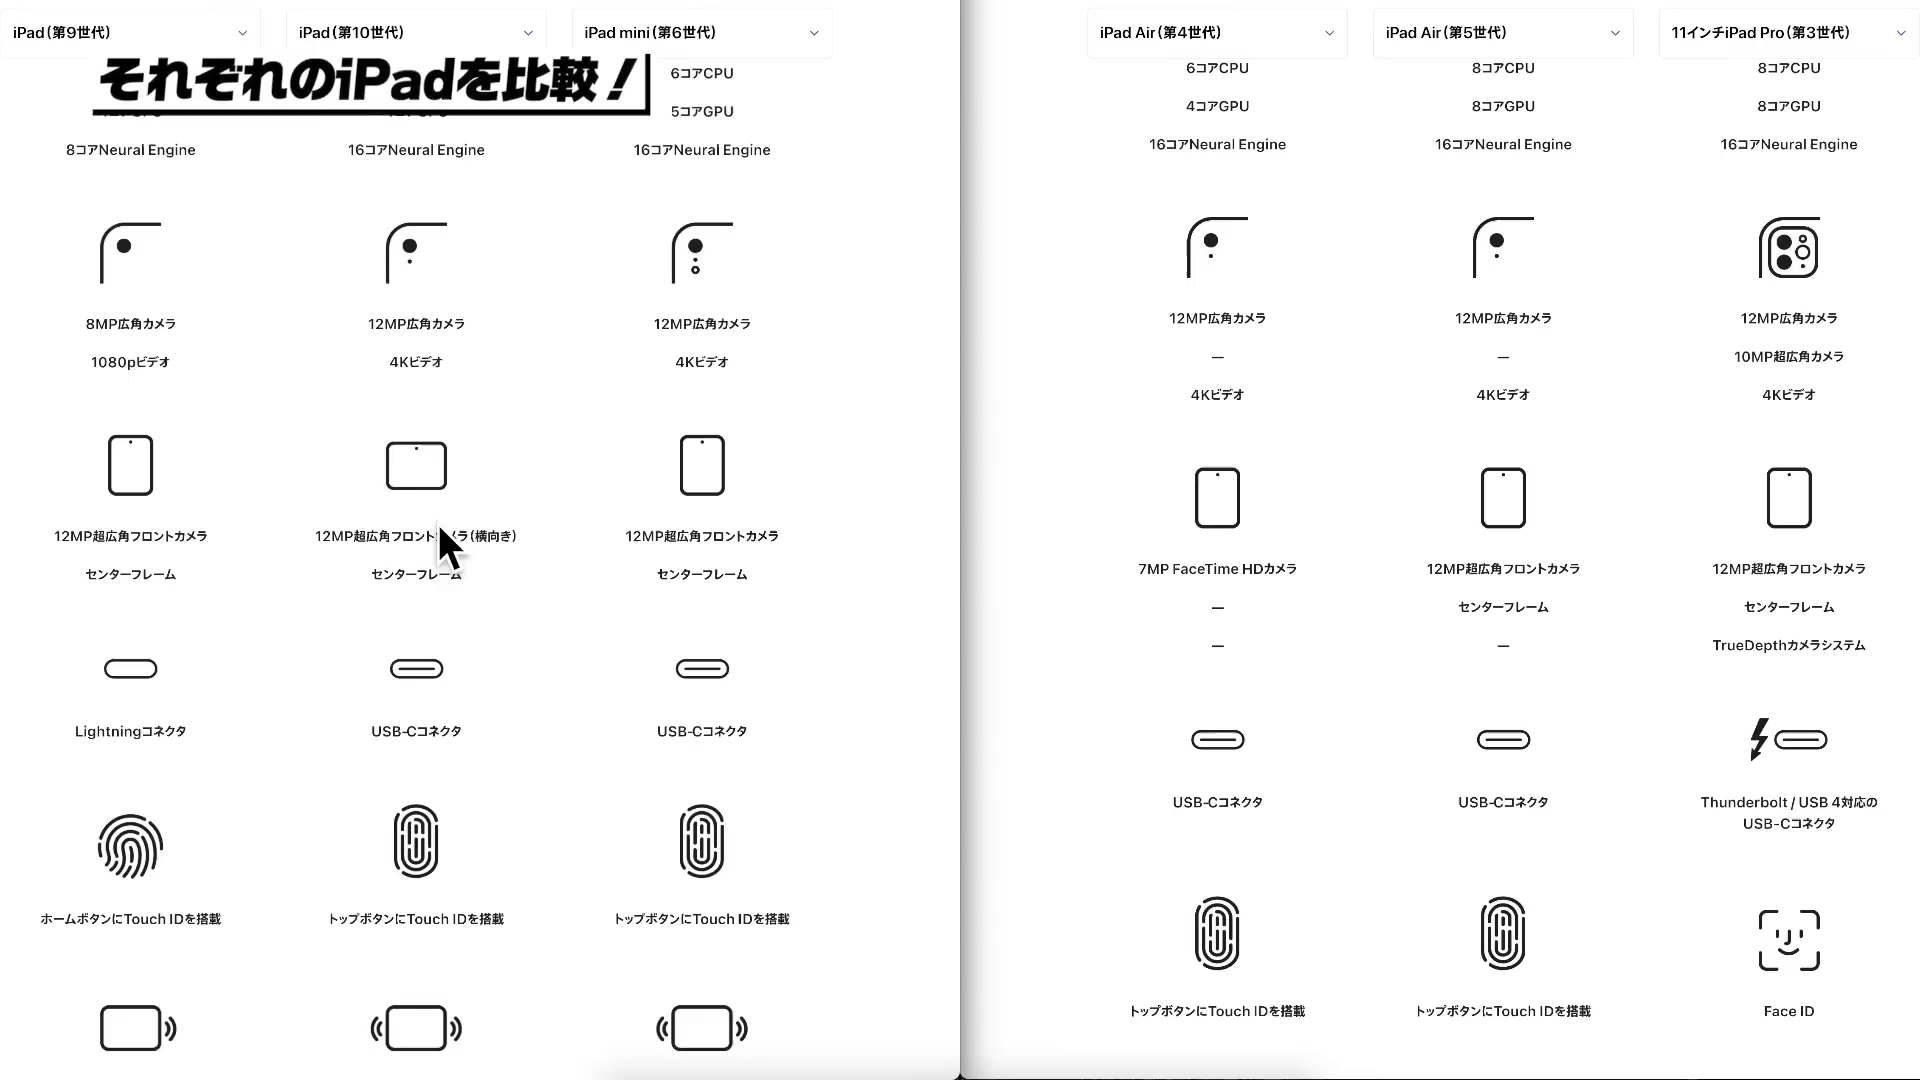 iPad（第9世代）
iPad（第10世代）
iPad mini（第6世代）
それぞれのiPadを比較！
6コアCPU
5コアGPU
8コアNeural Engine
16コアNeural Engine
16コアNeural Engine
8MP広角カメラ
12MP広角カメラ
12MP広角カメラ
1080pビデオ
4Kビデオ
4Kビデオ
12MP超広角フロントカメラ
12MP超広角フロントカメラ（横向き）
12MP超広角フロントカメラ
センターフレーム
センターフレーム
センターフレーム
Lightningコネクタ
USB-Cコネクタ
USB-Cコネクタ
ホームボタンにTouch IDを搭載
トップボタンにTouch IDを搭載
トップボタンにTouch IDを搭載
iPad Air（第4世代）
iPad Air（第5世代）
11インチiPad Pro（第3世代）
6コアCPU
8コアCPU
8コアCPU
4コアGPU
8コアGPU
8コアGPU
16コアNeural Engine
16コアNeural Engine
16コアNeural Engine
12MP広角カメラ
12MP広角カメラ
12MP広角カメラ
—
—
10MP超広角カメラ
4Kビデオ
4Kビデオ
4Kビデオ
7MP FaceTime HDカメラ
12MP超広角フロントカメラ
12MP超広角フロントカメラ
—
センターフレーム
センターフレーム
—
—
TrueDepthカメラシステム
USB-Cコネクタ
USB-Cコネクタ
Thunderbolt / USB 4対応の
USB-Cコネクタ
トップボタンにTouch IDを搭載
トップボタンにTouch IDを搭載
Face ID